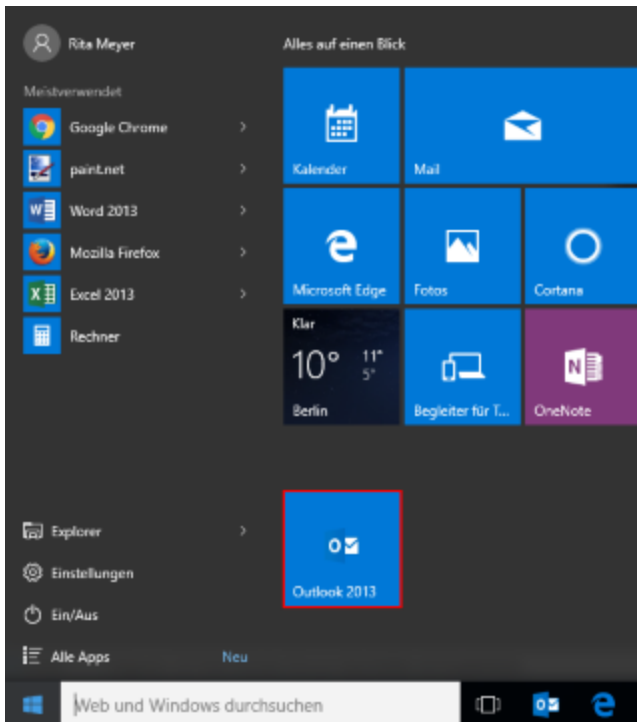 Rita Meyer
Meistverwendet
Google Chrome
paint.net
Word 2013
Mozilla Firefox
Excel 2013
Rechner
Explorer
Einstellungen
Ein/Aus
Alle Apps
Neu
Alles auf einen Blick
Kalender
Mail
Microsoft Edge
Fotos
Cortana
Klar
10° 11°
5°
Berlin
Begleiter für T...
OneNote
Outlook 2013
Web und Windows durchsuchen